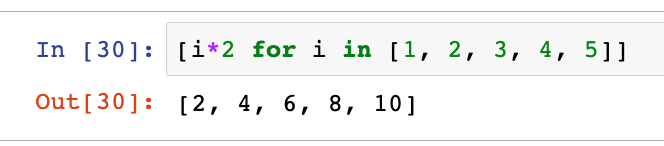 In [30]: [i*2 for i in [1, 2, 3, 4, 5]]
Out[30]: [2, 4, 6, 8, 10]